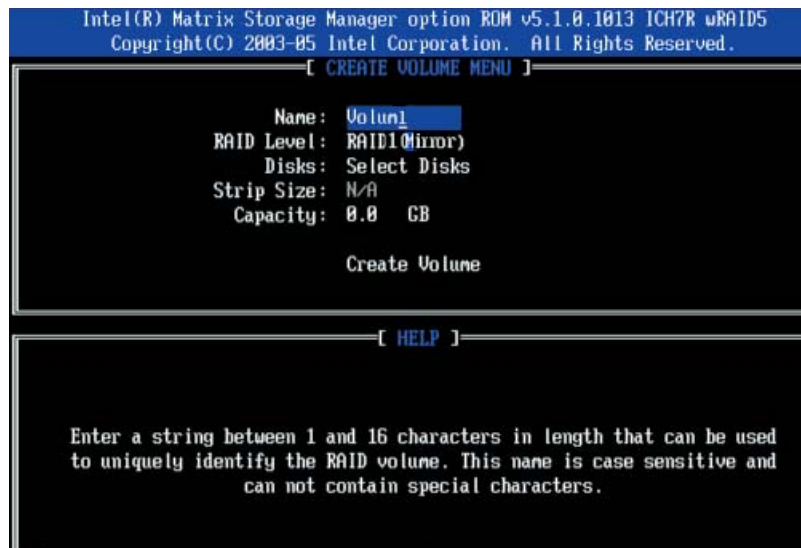 Intel(R) Matrix Storage Manager option ROM v5.1.0.1013 ICH7R wRAID5
Copyright(C) 2003-05 Intel Corporation. All Rights Reserved.
[ CREATE VOLUME MENU ]
Name: Volum1
RAID Level: RAID1(Mirror)
Disks: Select Disks
Strip Size: N/A
Capacity: 0.0 GB
Create Volume
[ HELP ]
Enter a string between 1 and 16 characters in length that can be used
to uniquely identify the RAID volume. This name is case sensitive and
can not contain special characters.